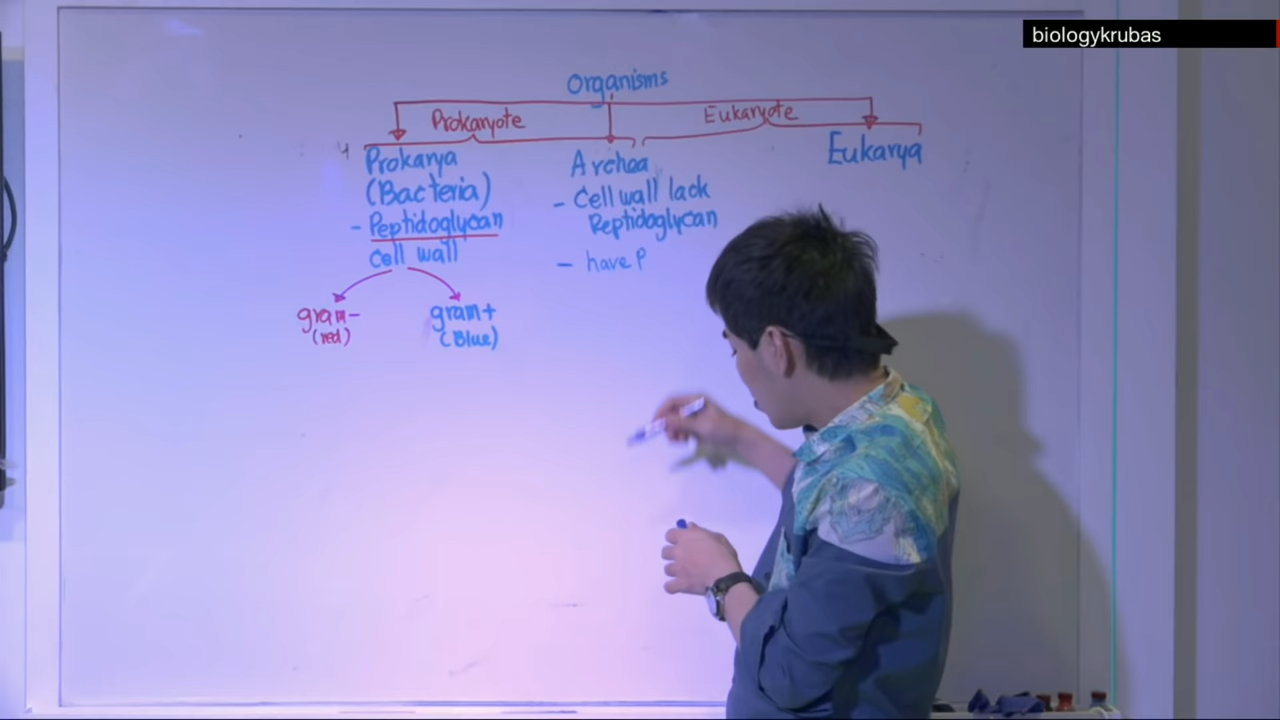 biologykrubas
Organisms
Prokaryote
Eukaryote
Prokarya
(Bacteria)
- Peptidoglycan
cell wall
gram-
(red)
gram+
(Blue)
Archea
- Cell wall lack
Peptidoglycan
- have P
Eukarya